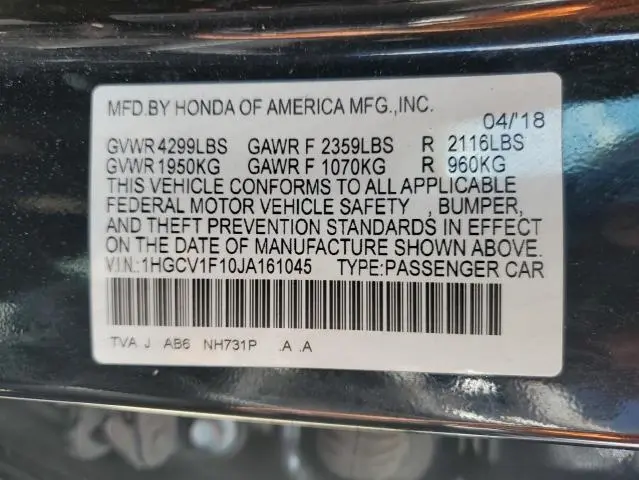 MFD.BY HONDA OF AMERICA MFG.,INC. 04/'18
GVWR 4299LBS GAWR F 2359LBS R 2116LBS
GVWR 1950KG GAWR F 1070KG R 960KG
THIS VEHICLE CONFORMS TO ALL APPLICABLE
FEDERAL MOTOR VEHICLE SAFETY , BUMPER,
AND THEFT PREVENTION STANDARDS IN EFFECT
ON THE DATE OF MANUFACTURE SHOWN ABOVE.
V.I.N.:1HGCV1F10JA161045 TYPE:PASSENGER CAR
TVA J AB6 NH731P .A .A